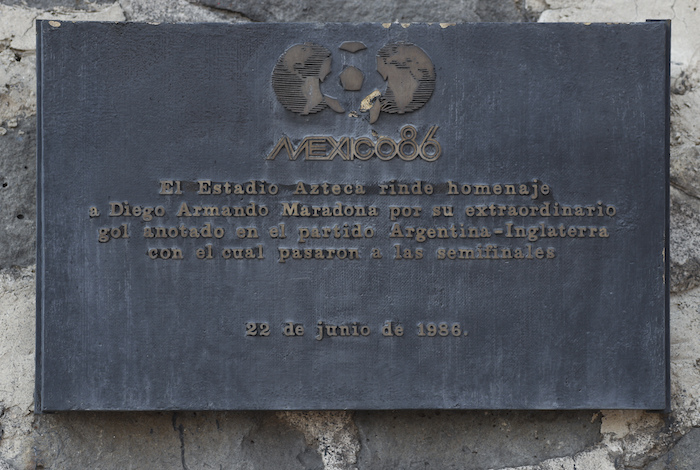 MEXICO86
El Estadio Azteca rinde homenaje
a Diego Armando Maradona por su extraordinario
gol anotado en el partido Argentina-Inglaterra
con el cual pasaron a las semifinales
22 de junio de 1986.